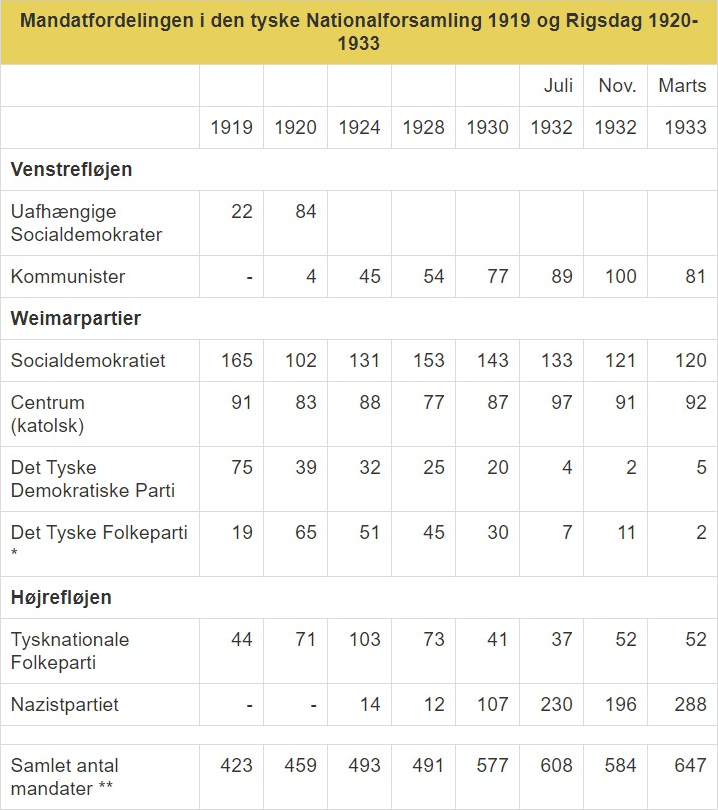 Mandatfordelingen i den tyske Nationalforsamling 1919 og Rigsdag 1920-
1933
Juli Nov. Marts
1919 1920 1924 1928 1930 1932 1932 1933
Venstrefløjen
Uafhængige
Socialdemokrater 22 84
Kommunister - 4 45 54 77 89 100 81
Weimarpartier
Socialdemokratiet 165 102 131 153 143 133 121 120
Centrum
(katolsk) 91 83 88 77 87 97 91 92
Det Tyske
Demokratiske Parti 75 39 32 25 20 4 2 5
Det Tyske Folkeparti
* 19 65 51 45 30 7 11 2
Højrefløjen
Tysknationale
Folkeparti 44 71 103 73 41 37 52 52
Nazistpartiet - - 14 12 107 230 196 288
Samlet antal
mandater ** 423 459 493 491 577 608 584 647